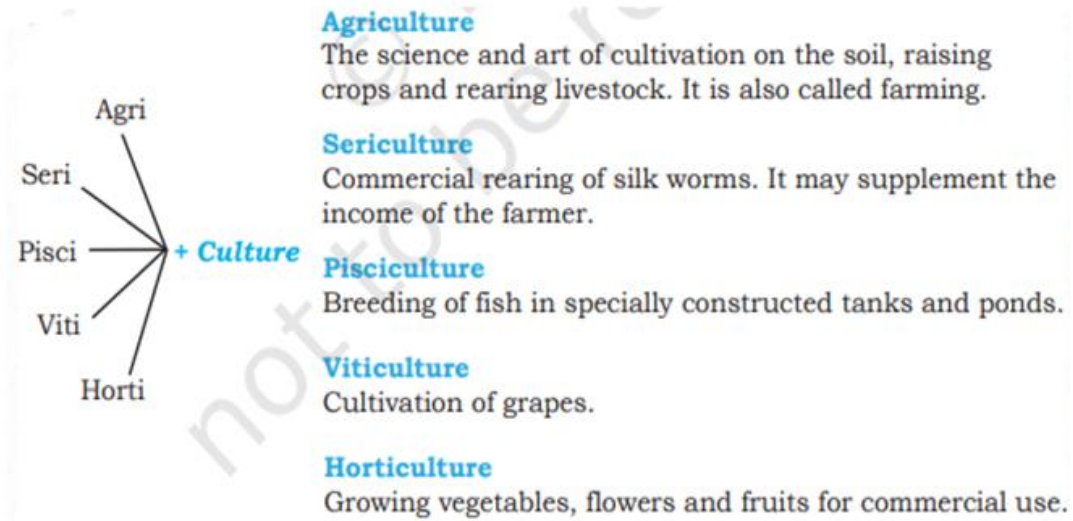 Agri
Seri
Pisci
Viti
Horti
+ Culture
Agriculture
The science and art of cultivation on the soil, raising
crops and rearing livestock. It is also called farming.
Sericulture
Commercial rearing of silk worms. It may supplement the
income of the farmer.
Pisciculture
Breeding of fish in specially constructed tanks and ponds.
Viticulture
Cultivation of grapes.
Horticulture
Growing vegetables, flowers and fruits for commercial use.
©
not to be r